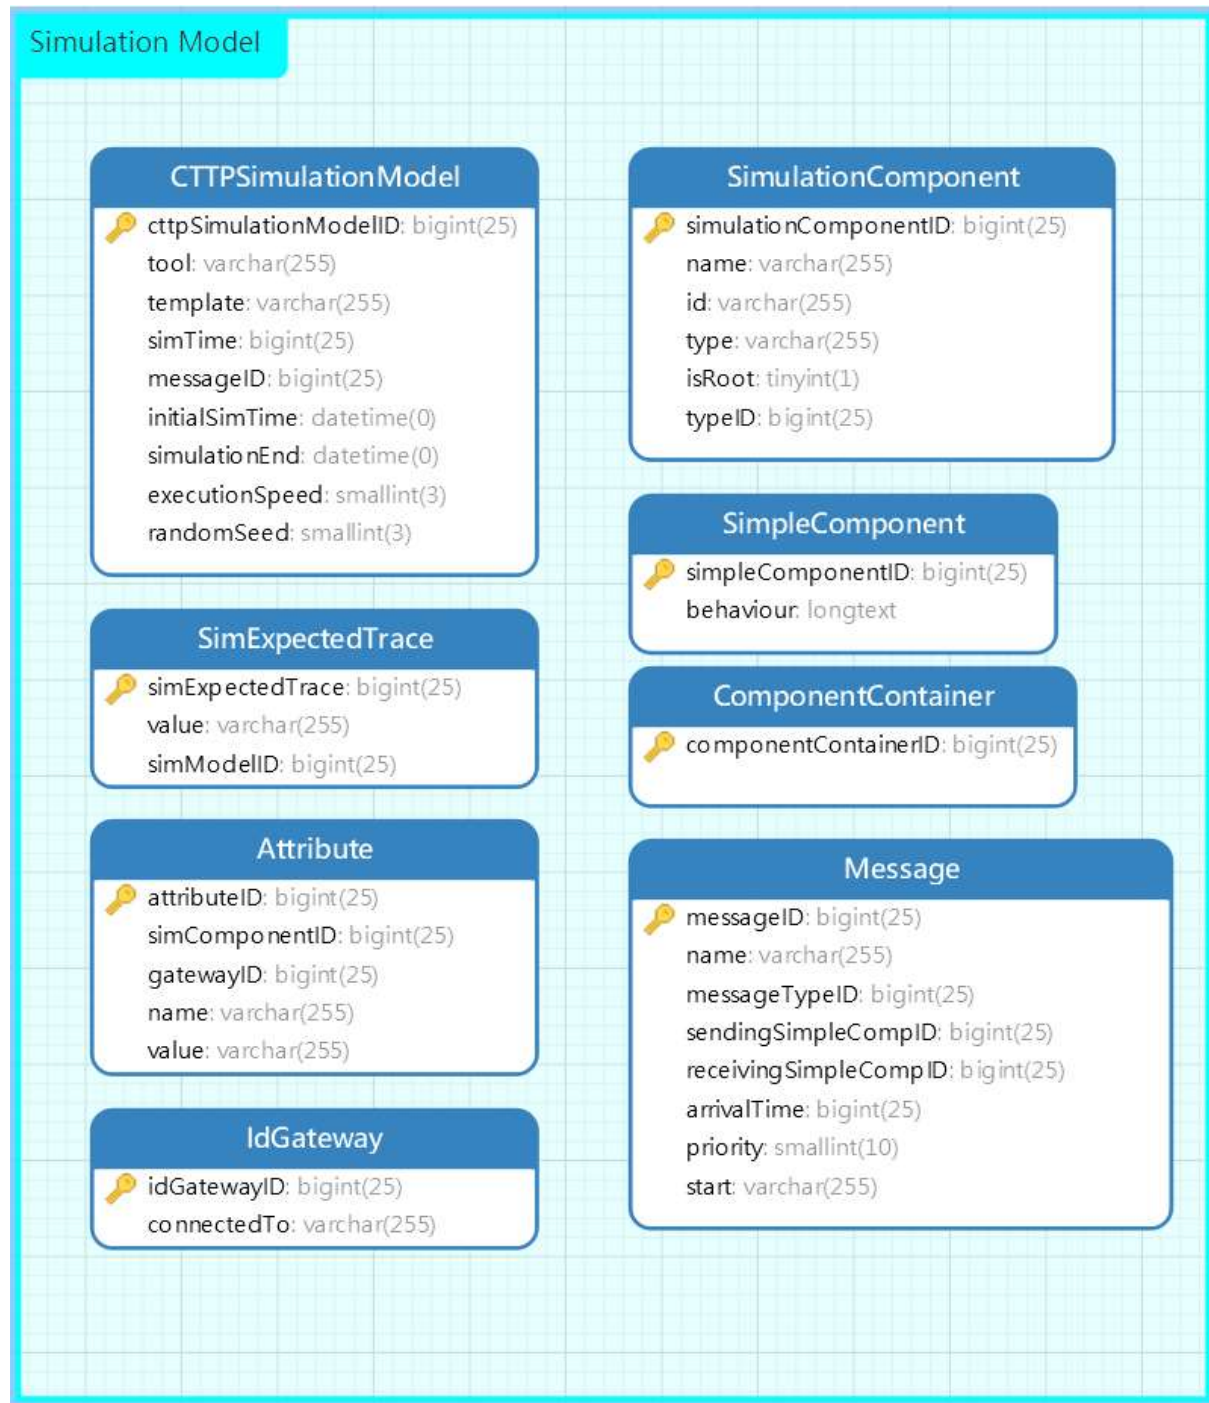 Simulation Model
CTTPSimulationModel
cttpSimulationModelID: bigint(25)
tool: varchar(255)
template: varchar(255)
simTime: bigint(25)
messageID: bigint(25)
initialSimTime: datetime(0)
simulationEnd: datetime(0)
executionSpeed: smallint(3)
randomSeed: smallint(3)
SimExpectedTrace
simExpectedTrace: bigint(25)
value: varchar(255)
simModelID: bigint(25)
Attribute
attributeID: bigint(25)
simComponentID: bigint(25)
gatewayID: bigint(25)
name: varchar(255)
value: varchar(255)
IdGateway
idGatewayID: bigint(25)
connectedTo: varchar(255)
SimulationComponent
simulationComponentID: bigint(25)
name: varchar(255)
id: varchar(255)
type: varchar(255)
isRoot: tinyint(1)
typeID: bigint(25)
SimpleComponent
simpleComponentID: bigint(25)
behaviour: longtext
ComponentContainer
componentContainerID: bigint(25)
Message
messageID: bigint(25)
name: varchar(255)
messageTypeID: bigint(25)
sendingSimpleCompID: bigint(25)
receivingSimpleCompID: bigint(25)
arrivalTime: bigint(25)
priority: smallint(10)
start: varchar(255)